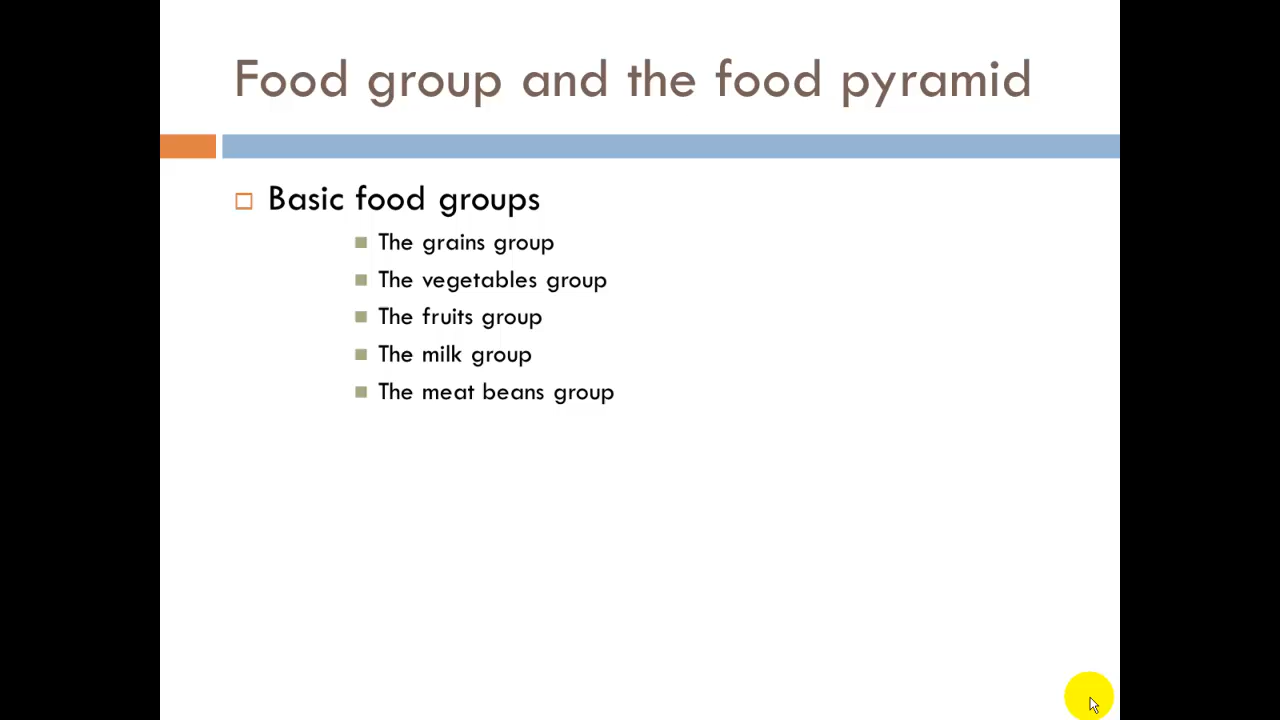 Food group and the food pyramid
Basic food groups
The grains group
The vegetables group
The fruits group
The milk group
The meat beans group